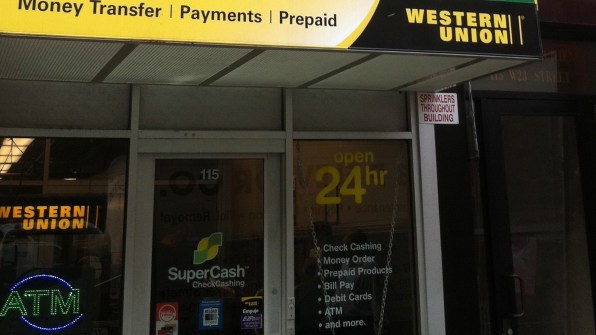 Money Transfer | Payments | Prepaid
WESTERN
UNION
SPRINKLERS
THROUGHOUT
BUILDING
115
open
24hr
WESTERN
UNION
SuperCash™
CheckCashing
• Check Cashing
• Money Order
• Prepaid Products
• Bill Pay
• Debit Cards
• ATM
• and more.
ATM